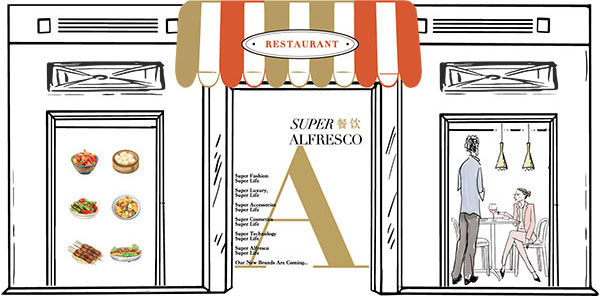 RESTAURANT
SUPER 餐饮
ALFRESCO
A
Super Fashion
Super Life
Super Luxury,
Super Life
Super Accessories
Super Life
Super Cosmetics
Super Life
Super Technology
Super Life
Super Alfresco
Super Life
Our New Brands Are Coming...